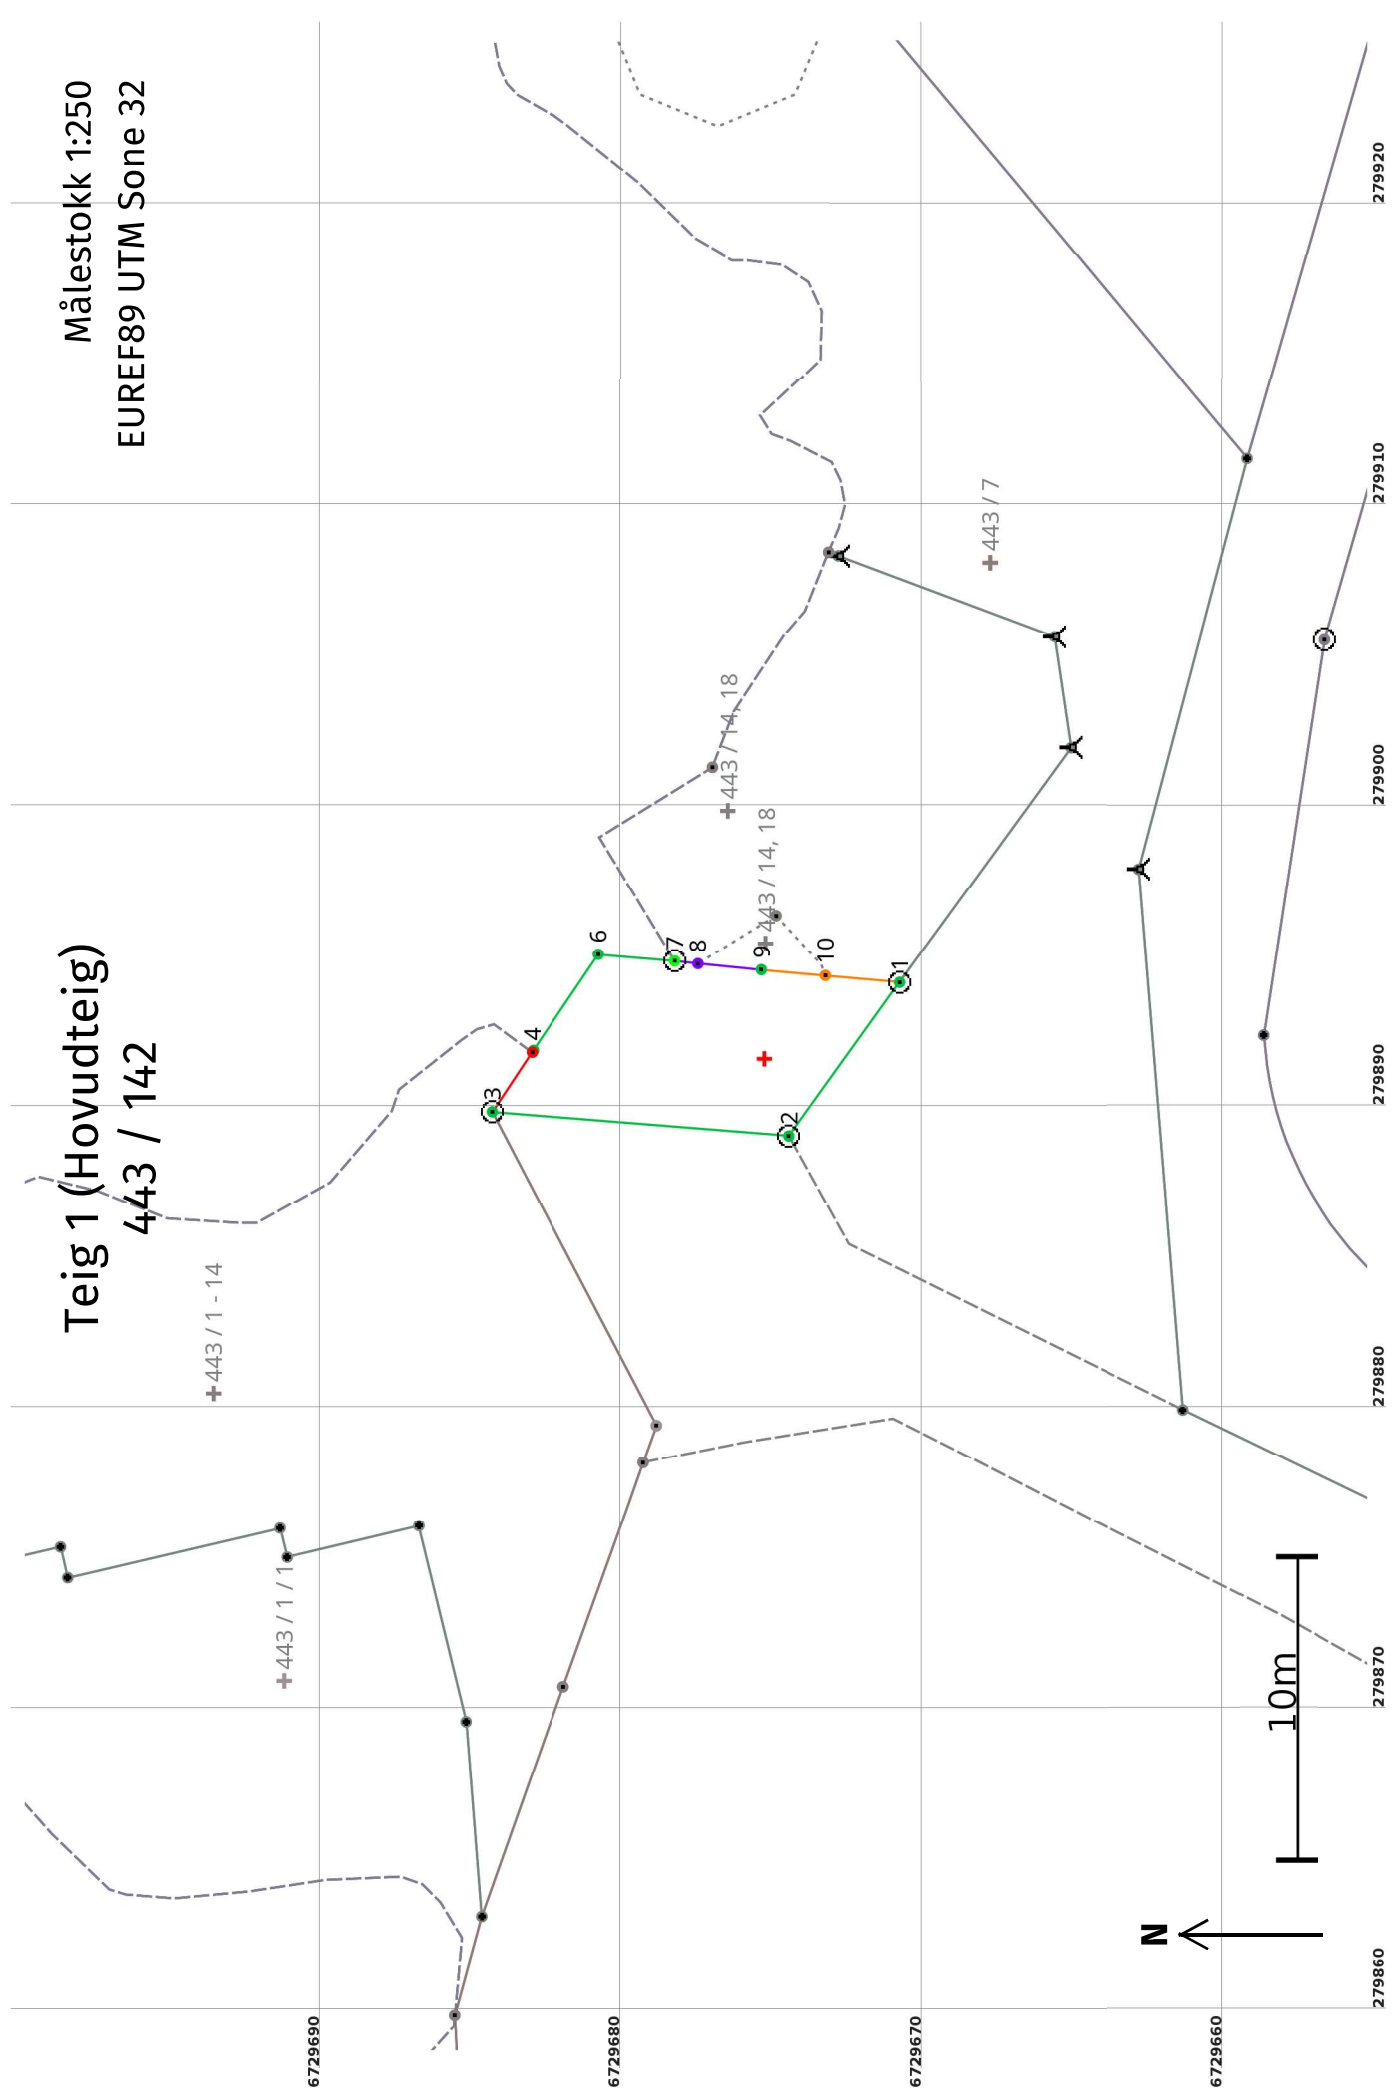 Teig 1 (Hovudteig)
443 / 142
Målestokk 1:250
EUREF89 UTM Sone 32
443 / 1 - 14
443 / 1 / 1
443 / 14, 18
443 / 14, 18
443 / 7
3
4
6
7
8
9
10
1
2
10m
N
6729690
6729680
6729670
6729660
279860
279870
279880
279890
279900
279910
279920